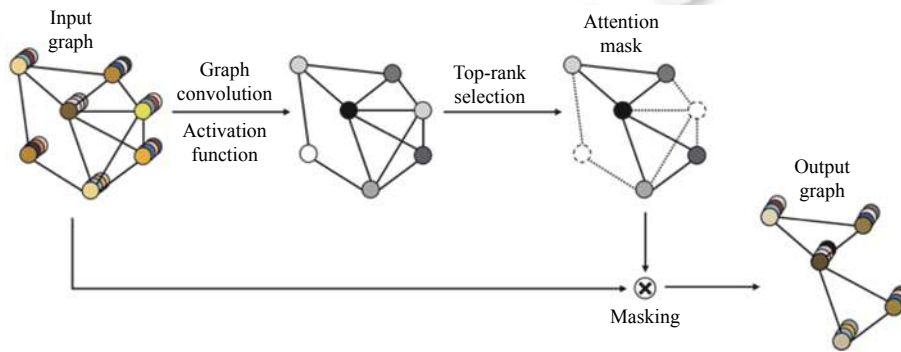 Input
graph
Graph
convolution
Activation
function
Top-rank
selection
Attention
mask
Output
graph
Masking